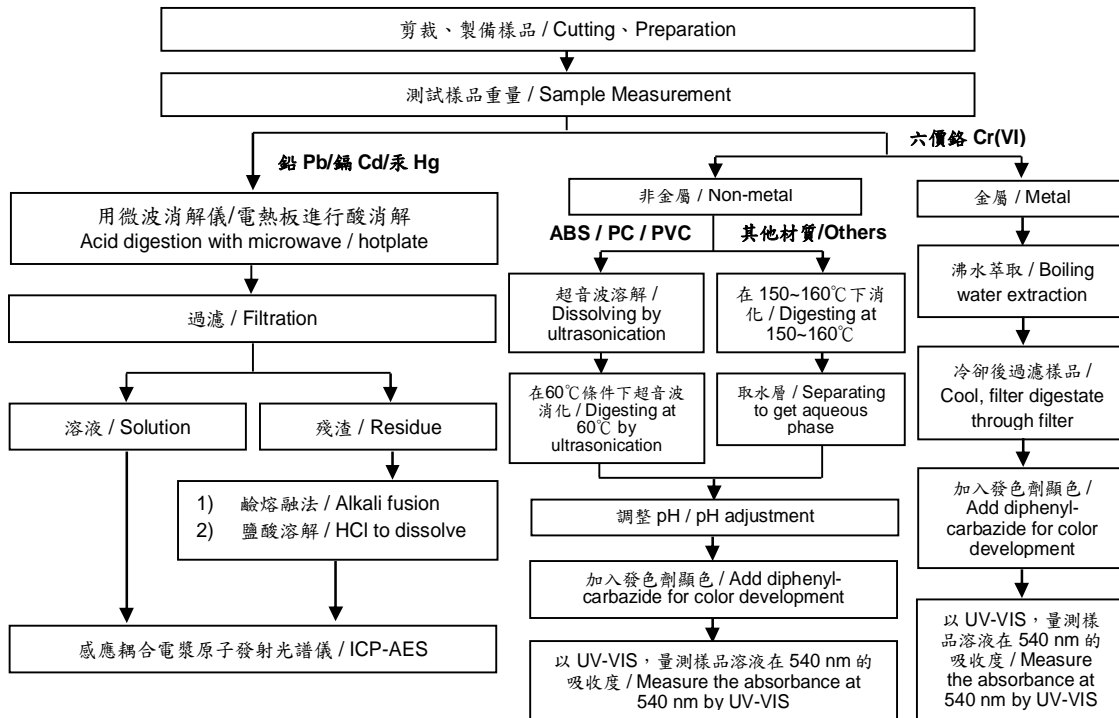 剪裁、製備樣品 / Cutting、Preparation
測試樣品重量 / Sample Measurement
六價鉻 Cr(VI)
鉛 Pb/鎘 Cd/汞 Hg
非金屬 / Non-metal
金屬 / Metal
用微波消解儀/電熱板進行酸消解
Acid digestion with microwave / hotplate
ABS / PC / PVC
其他材質/Others
沸水萃取 / Boiling
water extraction
超音波溶解 /
Dissolving by
ultrasonication
在 150~160℃下消
化 / Digesting at
150~160℃
過濾 / Filtration
冷卻後過濾樣品 /
Cool, filter digestate
through filter
在60℃條件下超音波
消化 / Digesting at
60℃ by
ultrasonication
取水層 / Separating
to get aqueous
phase
溶液 / Solution
殘渣 / Residue
1) 鹼熔融法 / Alkali fusion
2) 鹽酸溶解 / HCl to dissolve
調整 pH / pH adjustment
加入發色劑顯色 /
Add diphenyl-
carbazide for color
development
加入發色劑顯色 / Add diphenyl-
carbazide for color development
感應耦合電漿原子發射光譜儀 / ICP-AES
以 UV-VIS,量測樣品溶液在 540 nm 的
吸收度 / Measure the absorbance at
540 nm by UV-VIS
以 UV-VIS,量測樣
品溶液在 540 nm 的
吸收度 / Measure
the absorbance at
540 nm by UV-VIS